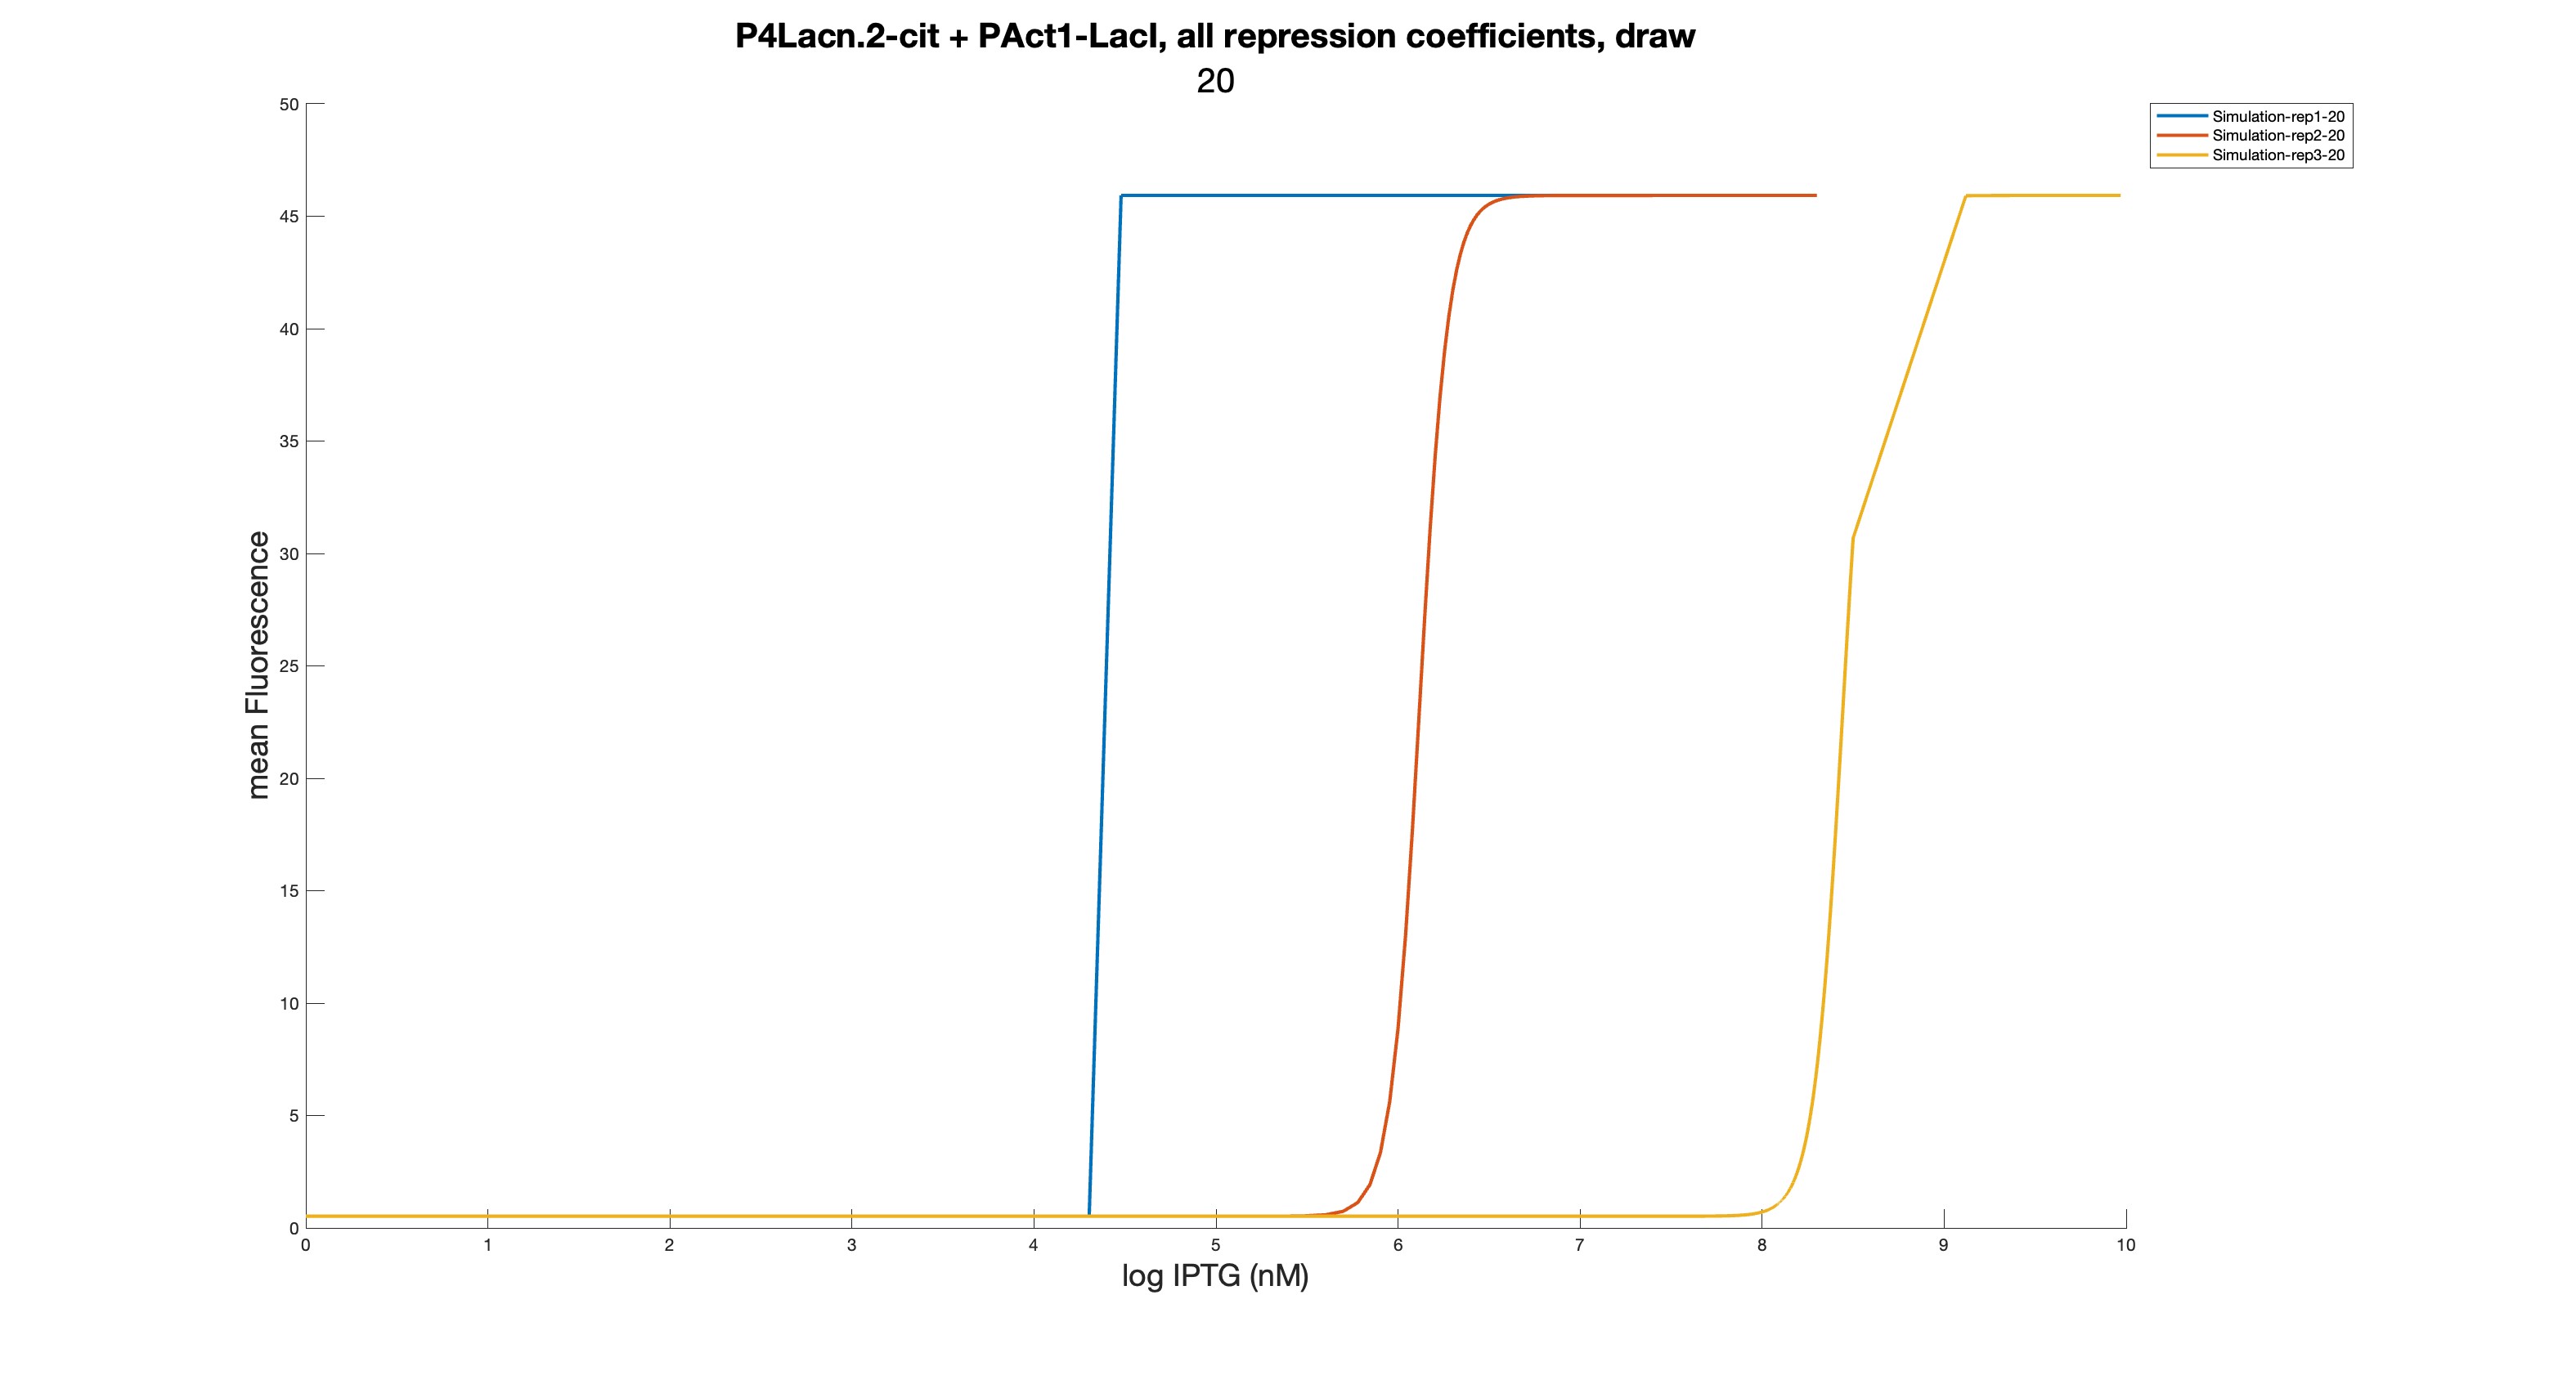 P4Lacn.2-cit + PAct1-LacI, all repression coefficients, draw
20
Simulation-rep1-20
Simulation-rep2-20
Simulation-rep3-20
mean Fluorescence
50
45
40
35
30
25
20
15
10
5
0
0 1 2 3 4 5 6 7 8 9 10
log IPTG (nM)